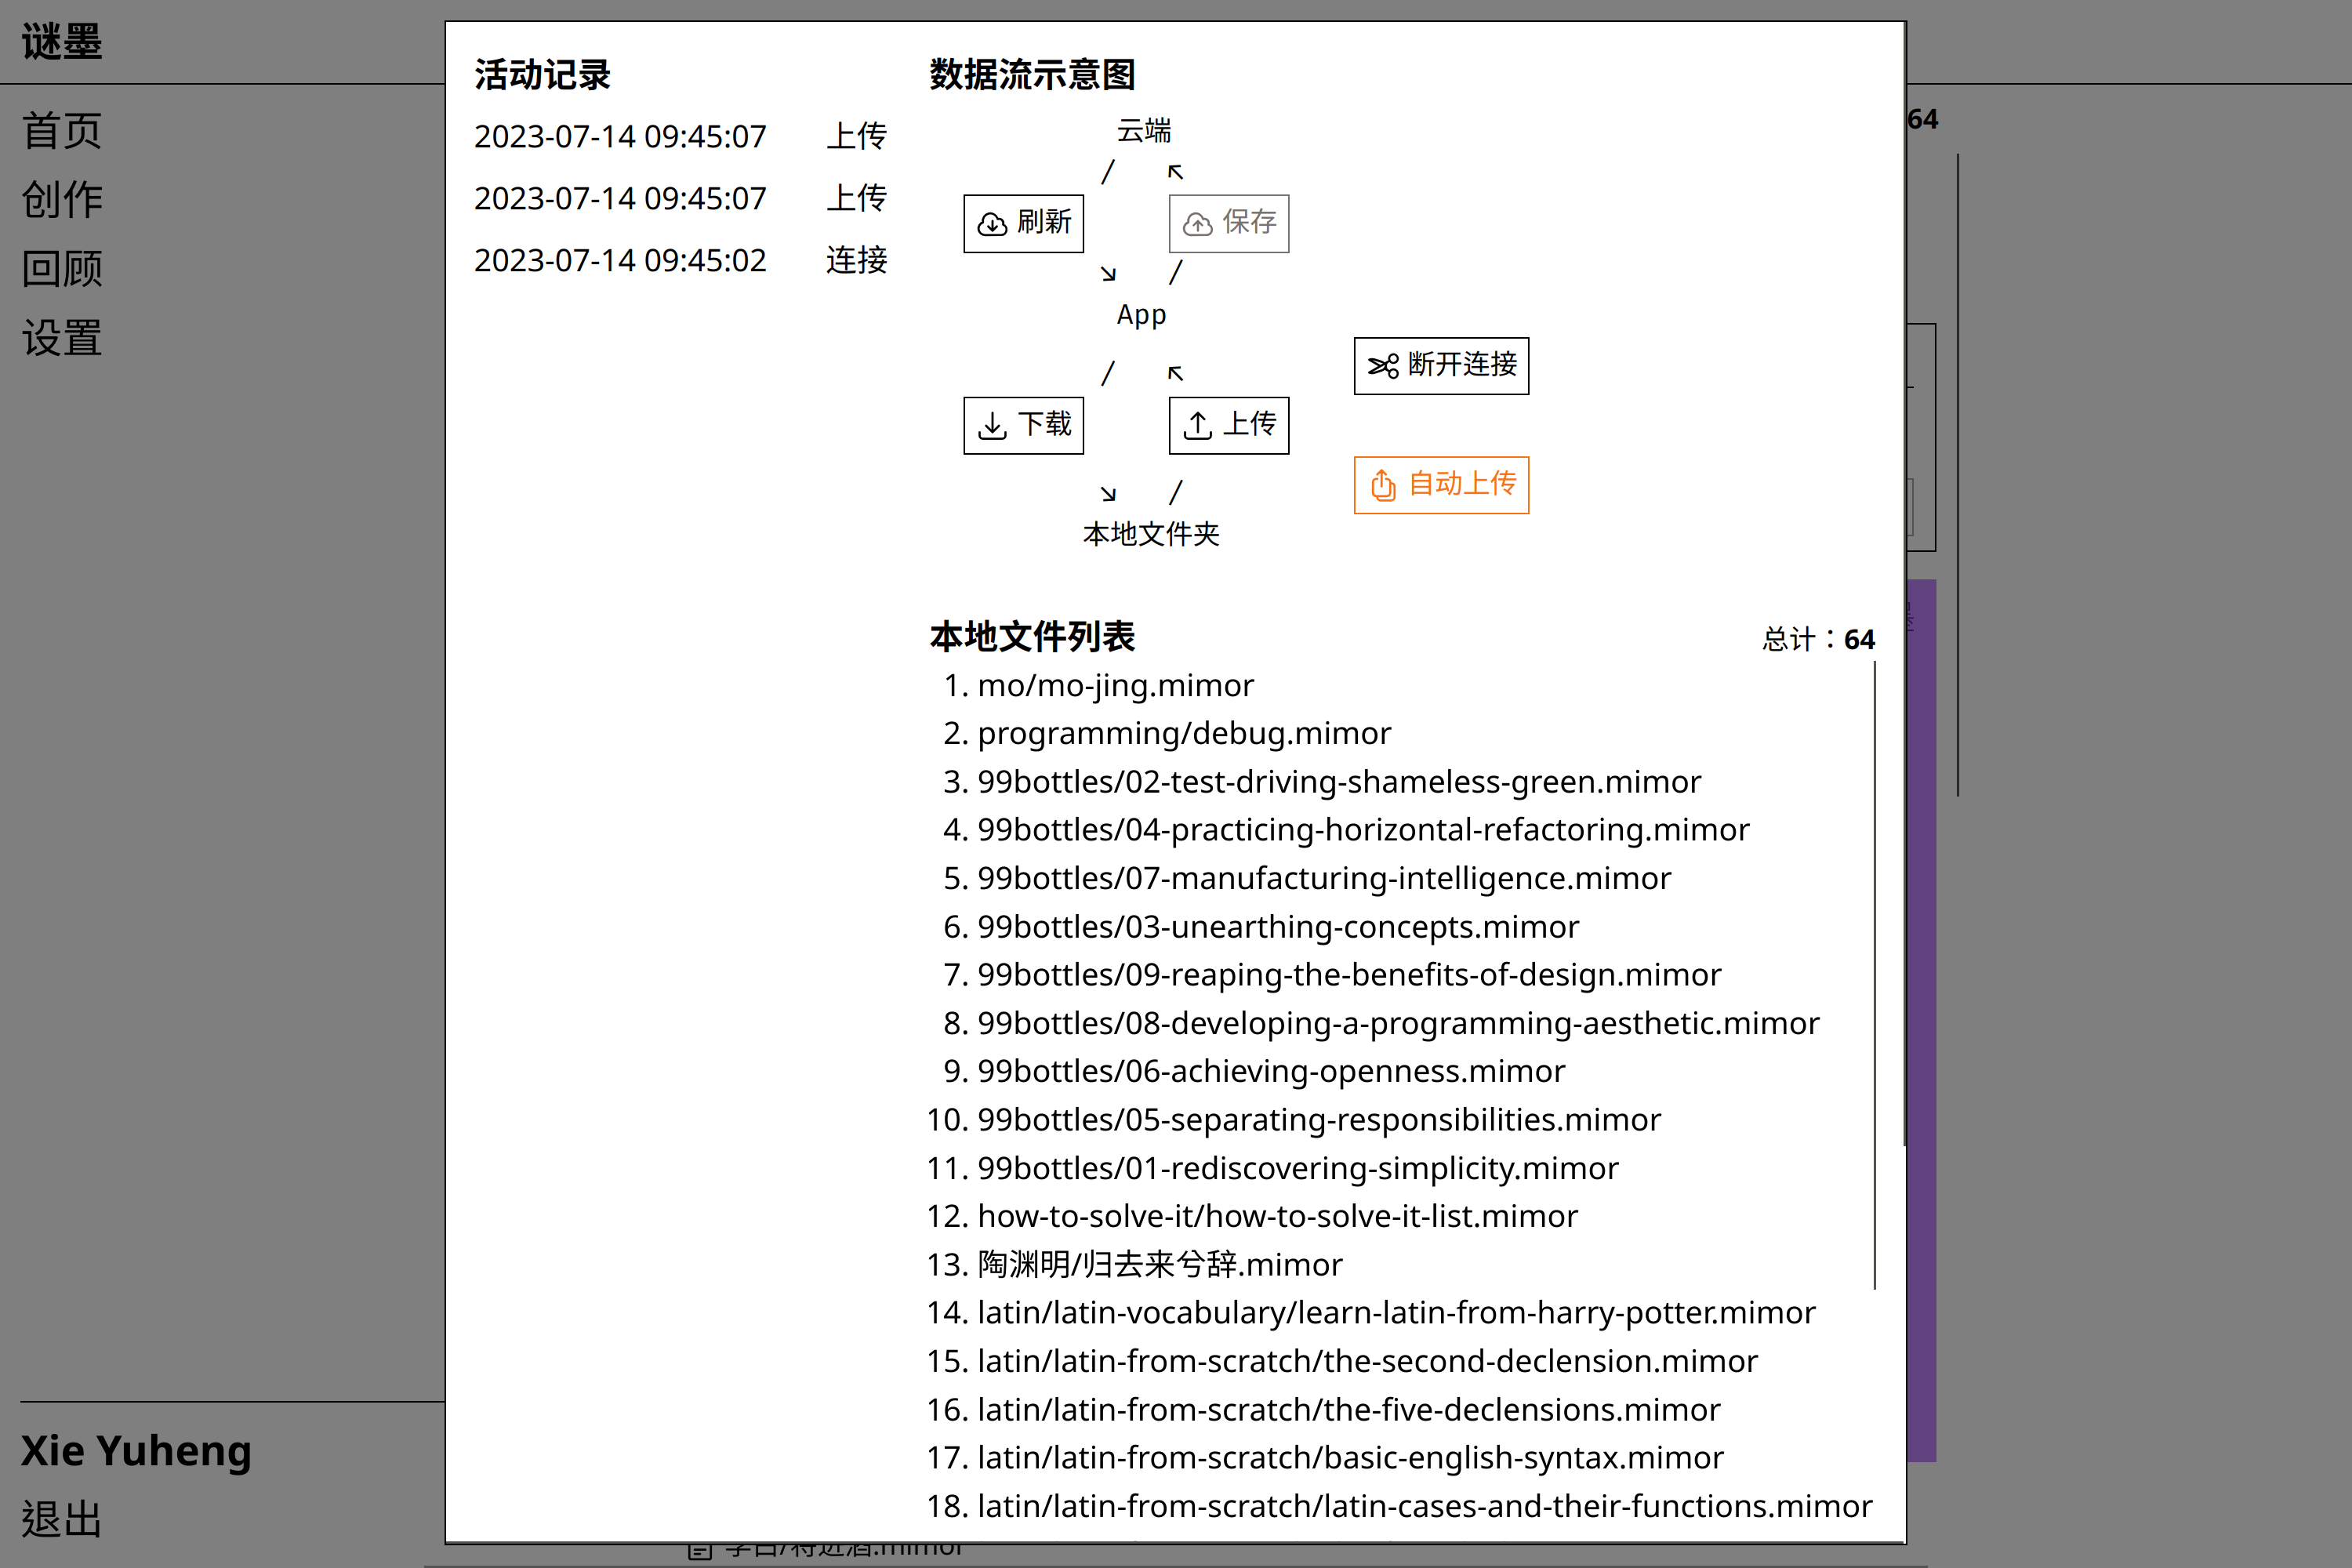 谜墨
首页
创作
回顾
设置
Xie Yuheng
退出
活动记录
2023-07-14 09:45:07 上传
2023-07-14 09:45:07 上传
2023-07-14 09:45:02 连接
数据流示意图
云端
/ ↖
刷新 保存
↘ /
App
断开连接
/ ↖
下载 上传
自动上传
↘ /
本地文件夹
本地文件列表 总计：64
1. mo/mo-jing.mimor
2. programming/debug.mimor
3. 99bottles/02-test-driving-shameless-green.mimor
4. 99bottles/04-practicing-horizontal-refactoring.mimor
5. 99bottles/07-manufacturing-intelligence.mimor
6. 99bottles/03-unearthing-concepts.mimor
7. 99bottles/09-reaping-the-benefits-of-design.mimor
8. 99bottles/08-developing-a-programming-aesthetic.mimor
9. 99bottles/06-achieving-openness.mimor
10. 99bottles/05-separating-responsibilities.mimor
11. 99bottles/01-rediscovering-simplicity.mimor
12. how-to-solve-it/how-to-solve-it-list.mimor
13. 陶渊明/归去来兮辞.mimor
14. latin/latin-vocabulary/learn-latin-from-harry-potter.mimor
15. latin/latin-from-scratch/the-second-declension.mimor
16. latin/latin-from-scratch/the-five-declensions.mimor
17. latin/latin-from-scratch/basic-english-syntax.mimor
18. latin/latin-from-scratch/latin-cases-and-their-functions.mimor
64
李白/将进酒.mimor